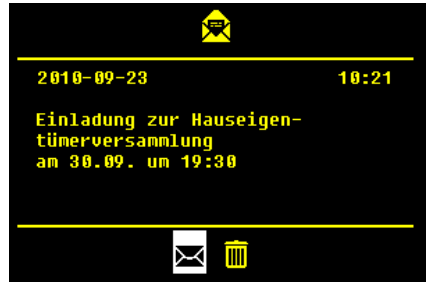 2010-09-23 10:21
Einladung zur Hauseigen-
tümerversammlung
am 30.09. um 19:30